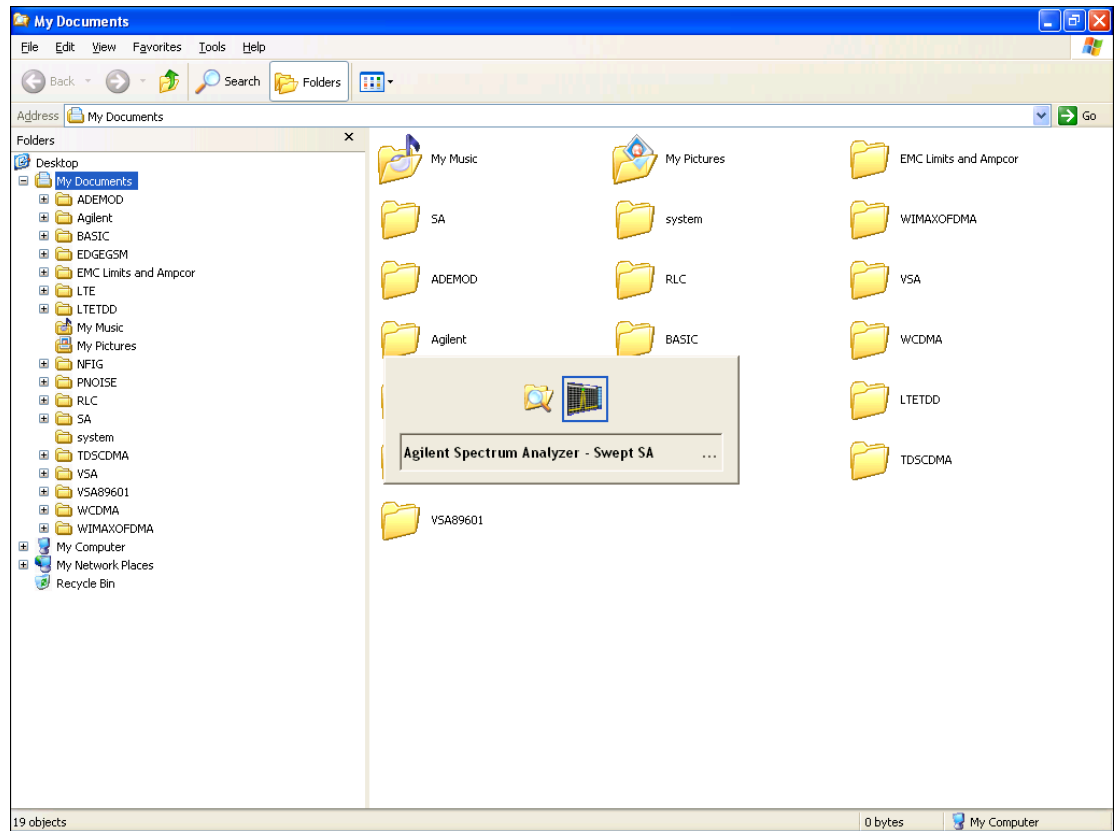 My Documents
File Edit View Favorites Tools Help
Back Search Folders
Address My Documents Go
Folders x
Desktop
My Documents
ADEMOD
Agilent
BASIC
EDGEGSM
EMC Limits and Ampcor
LTE
LTETDD
My Music
My Pictures
NFIG
PNOISE
RLC
SA
system
TDSCDMA
VSA
VSA89601
WCDMA
WIMAXOFDMA
My Computer
My Network Places
Recycle Bin
My Music My Pictures EMC Limits and Ampcor
SA system WIMAXOFDMA
ADEMOD RLC VSA
Agilent BASIC WCDMA
LTETDD
TDSCDMA
VSA89601
Agilent Spectrum Analyzer - Swept SA ...
19 objects 0 bytes My Computer